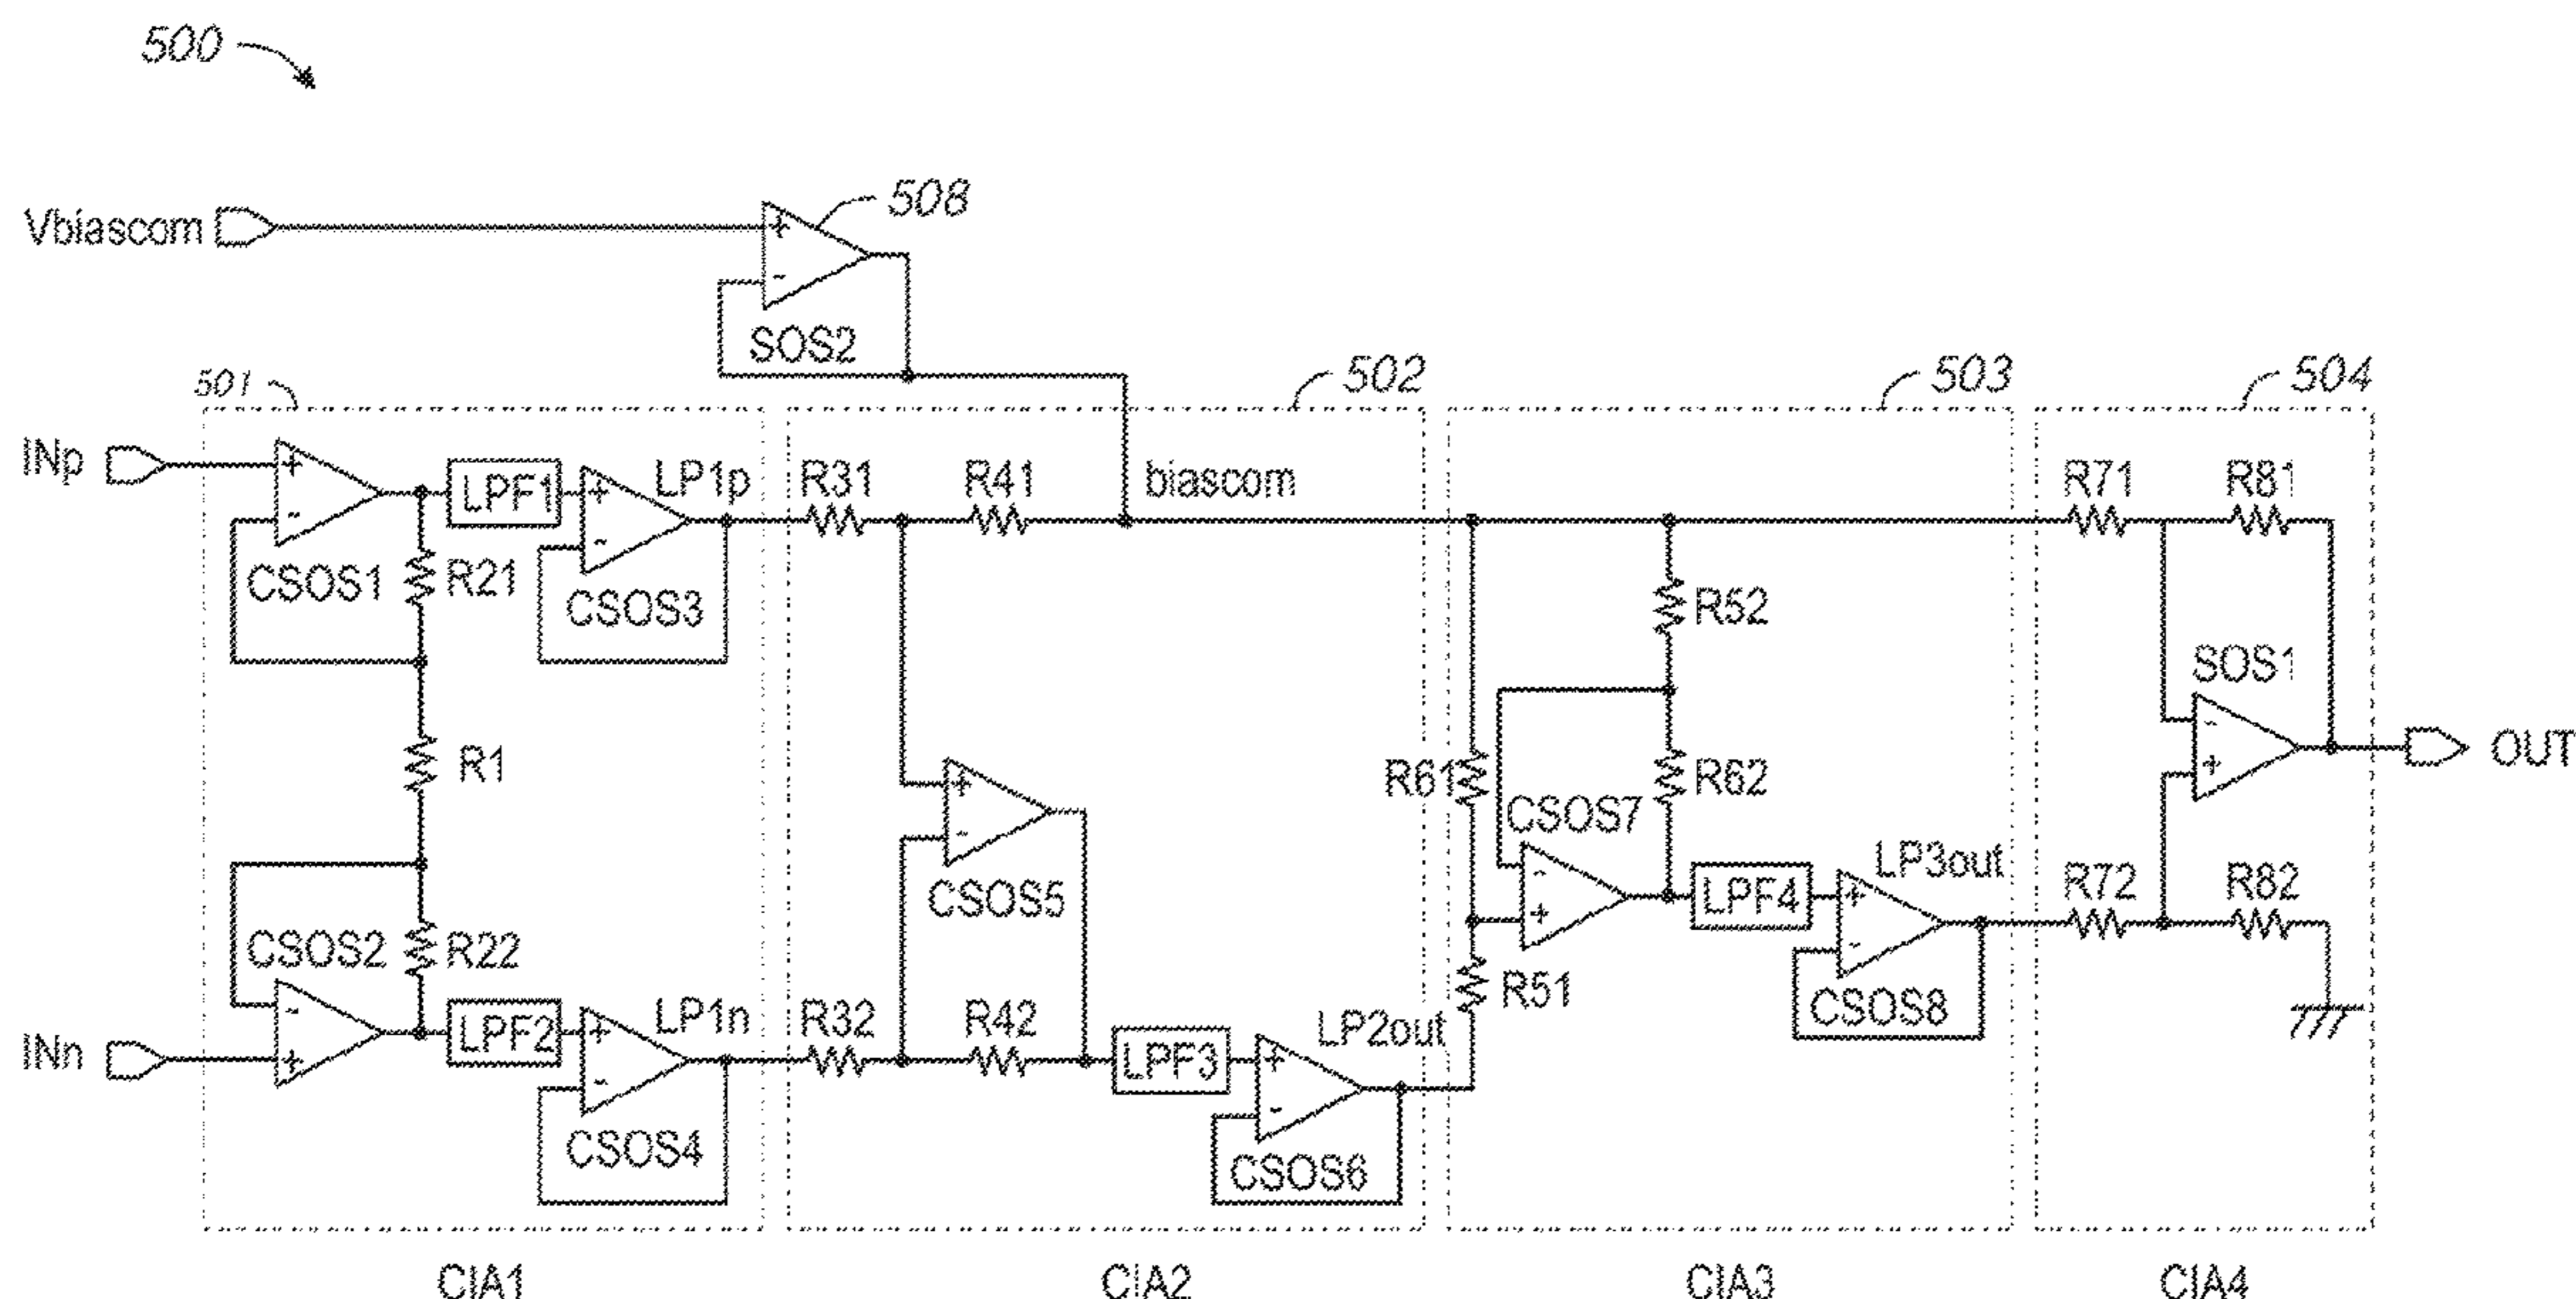 500
508
Vbiascom
SOS2
501
502
503
504
INp
LPF1
LP1p
R31
R41
biascom
R71
R81
CSOS1
R21
CSOS3
R52
SOS1
R1
R61
R62
OUT
CSOS7
CSOS5
LPF4
LP3out
R72
R82
CSOS2
R22
R51
CSOS8
INn
LPF2
LP1n
R32
R42
LPF3
LP2out
CSOS4
CSOS6
CIA1
CIA2
CIA3
CIA4